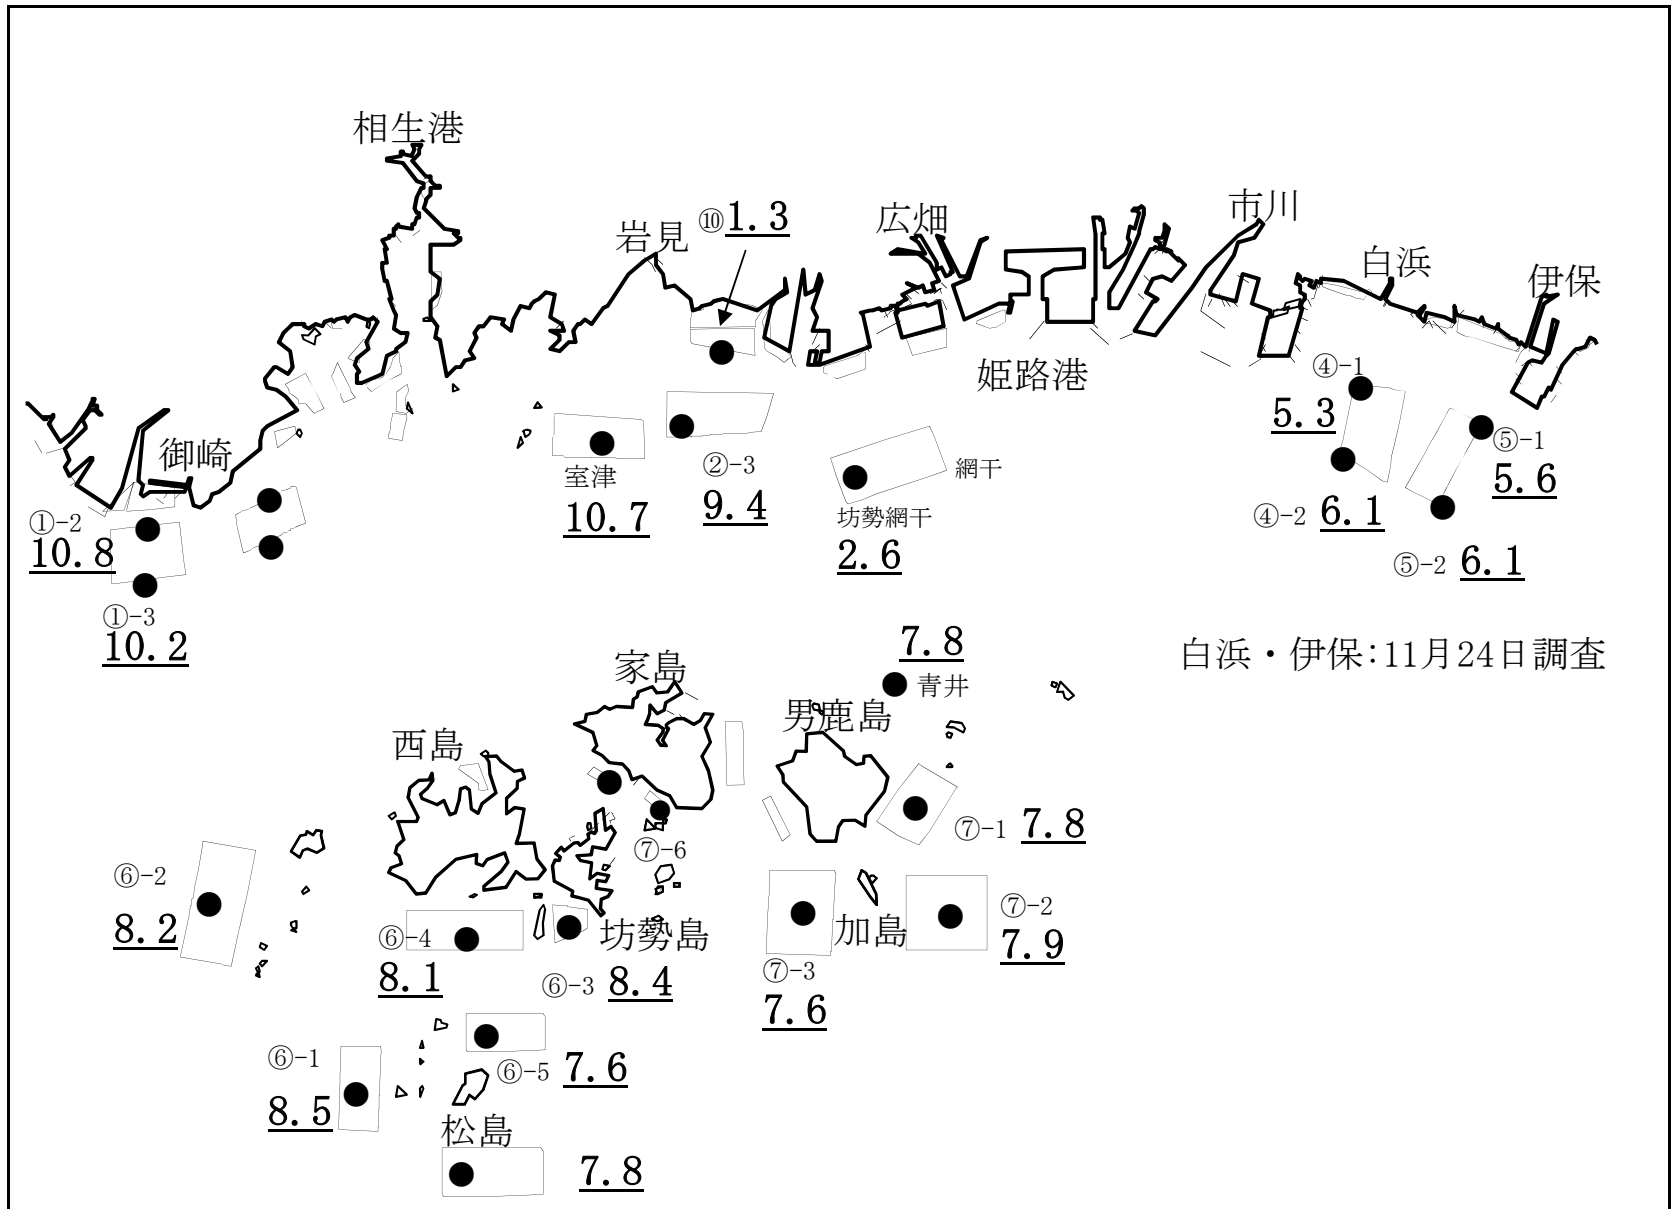 相生港
岩見
⑩1.3
広畑
市川
白浜
伊保
姫路港
御崎
④-1
5.3
⑤-1
5.6
④-2 6.1
⑤-2 6.1
室津
10.7
②-3
9.4
網干
坊勢網干
2.6
①-2
10.8
①-3
10.2
白浜・伊保:11月24日調査
7.8
青井
家島
男鹿島
西島
⑦-1 7.8
⑦-6
⑥-2
8.2
⑥-4
8.1
坊勢島
⑥-3 8.4
加島
⑦-2
7.9
⑦-3
7.6
⑥-1
8.5
⑥-5 7.6
松島
7.8